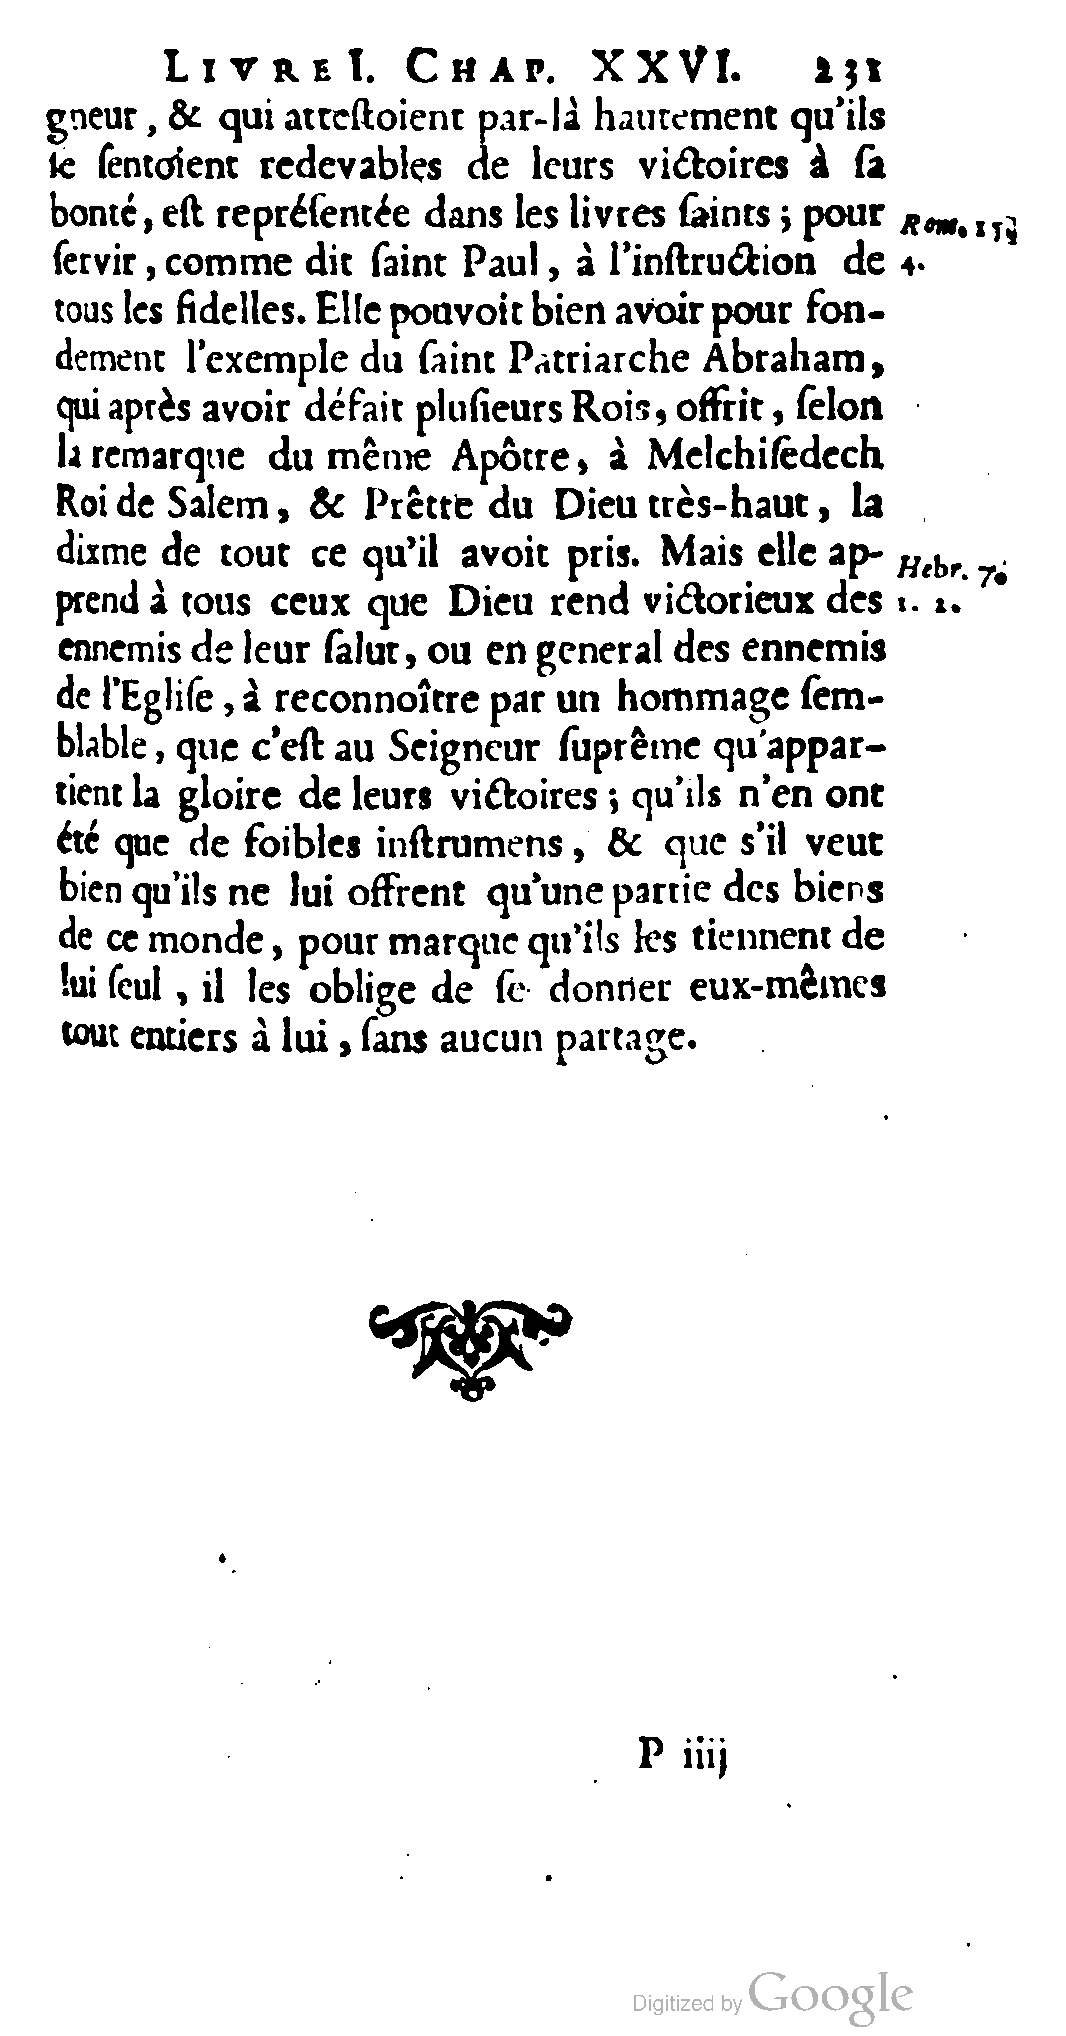 LIVRE I. CHAP. XXVI. 231
gneur, & qui atteſtoient par-là hautement qu'ils
ſe ſentoient redevables de leurs victoires à ſa
bonté, eſt repréſentée dans les livres ſaints ; pour
ſervir, comme dit ſaint Paul, à l'inſtruction de
tous les fidelles. Elle pouvoit bien avoir pour fon-
dement l'exemple du ſaint Patriarche Abraham,
qui après avoir défait pluſieurs Rois, offrit, ſelon
la remarque du même Apôtre, à Melchiſedech
Roi de Salem, & Prêtre du Dieu très-haut, la
dixme de tout ce qu'il avoit pris. Mais elle ap-
prend à tous ceux que Dieu rend victorieux des
ennemis de leur ſalut, ou en general des ennemis
de l'Egliſe, à reconnoître par un hommage ſem-
blable, que c'eſt au Seigneur ſuprême qu'appar-
tient la gloire de leurs victoires ; qu'ils n'en ont
été que de foibles inſtrumens, & que s'il veut
bien qu'ils ne lui offrent qu'une partie des biens
de ce monde, pour marque qu'ils les tiennent de
lui ſeul, il les oblige de ſe donner eux-mêmes
tout entiers à lui, ſans aucun partage.
Rom. 15.
4.
Hebr. 7.
1. 2.
P iiij
Digitized by Google